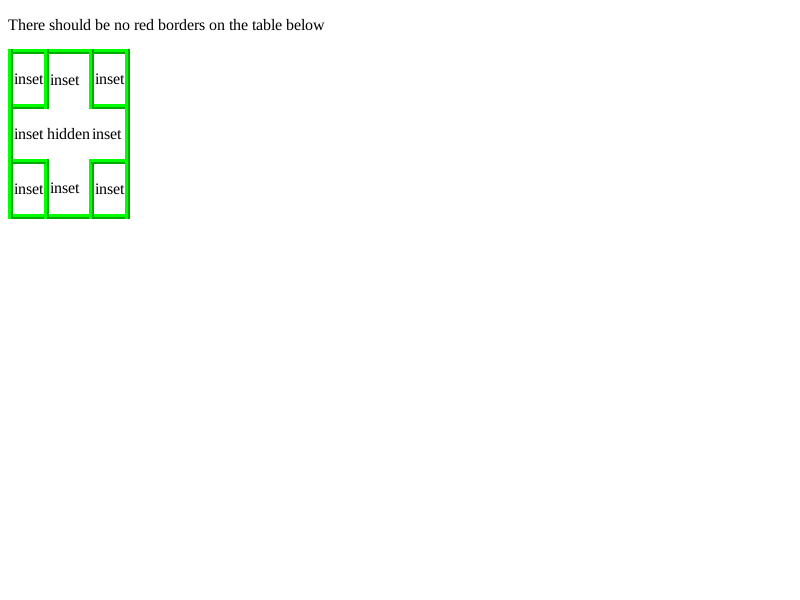 There should be no red borders on the table below
inset inset inset
inset hidden inset
inset inset inset